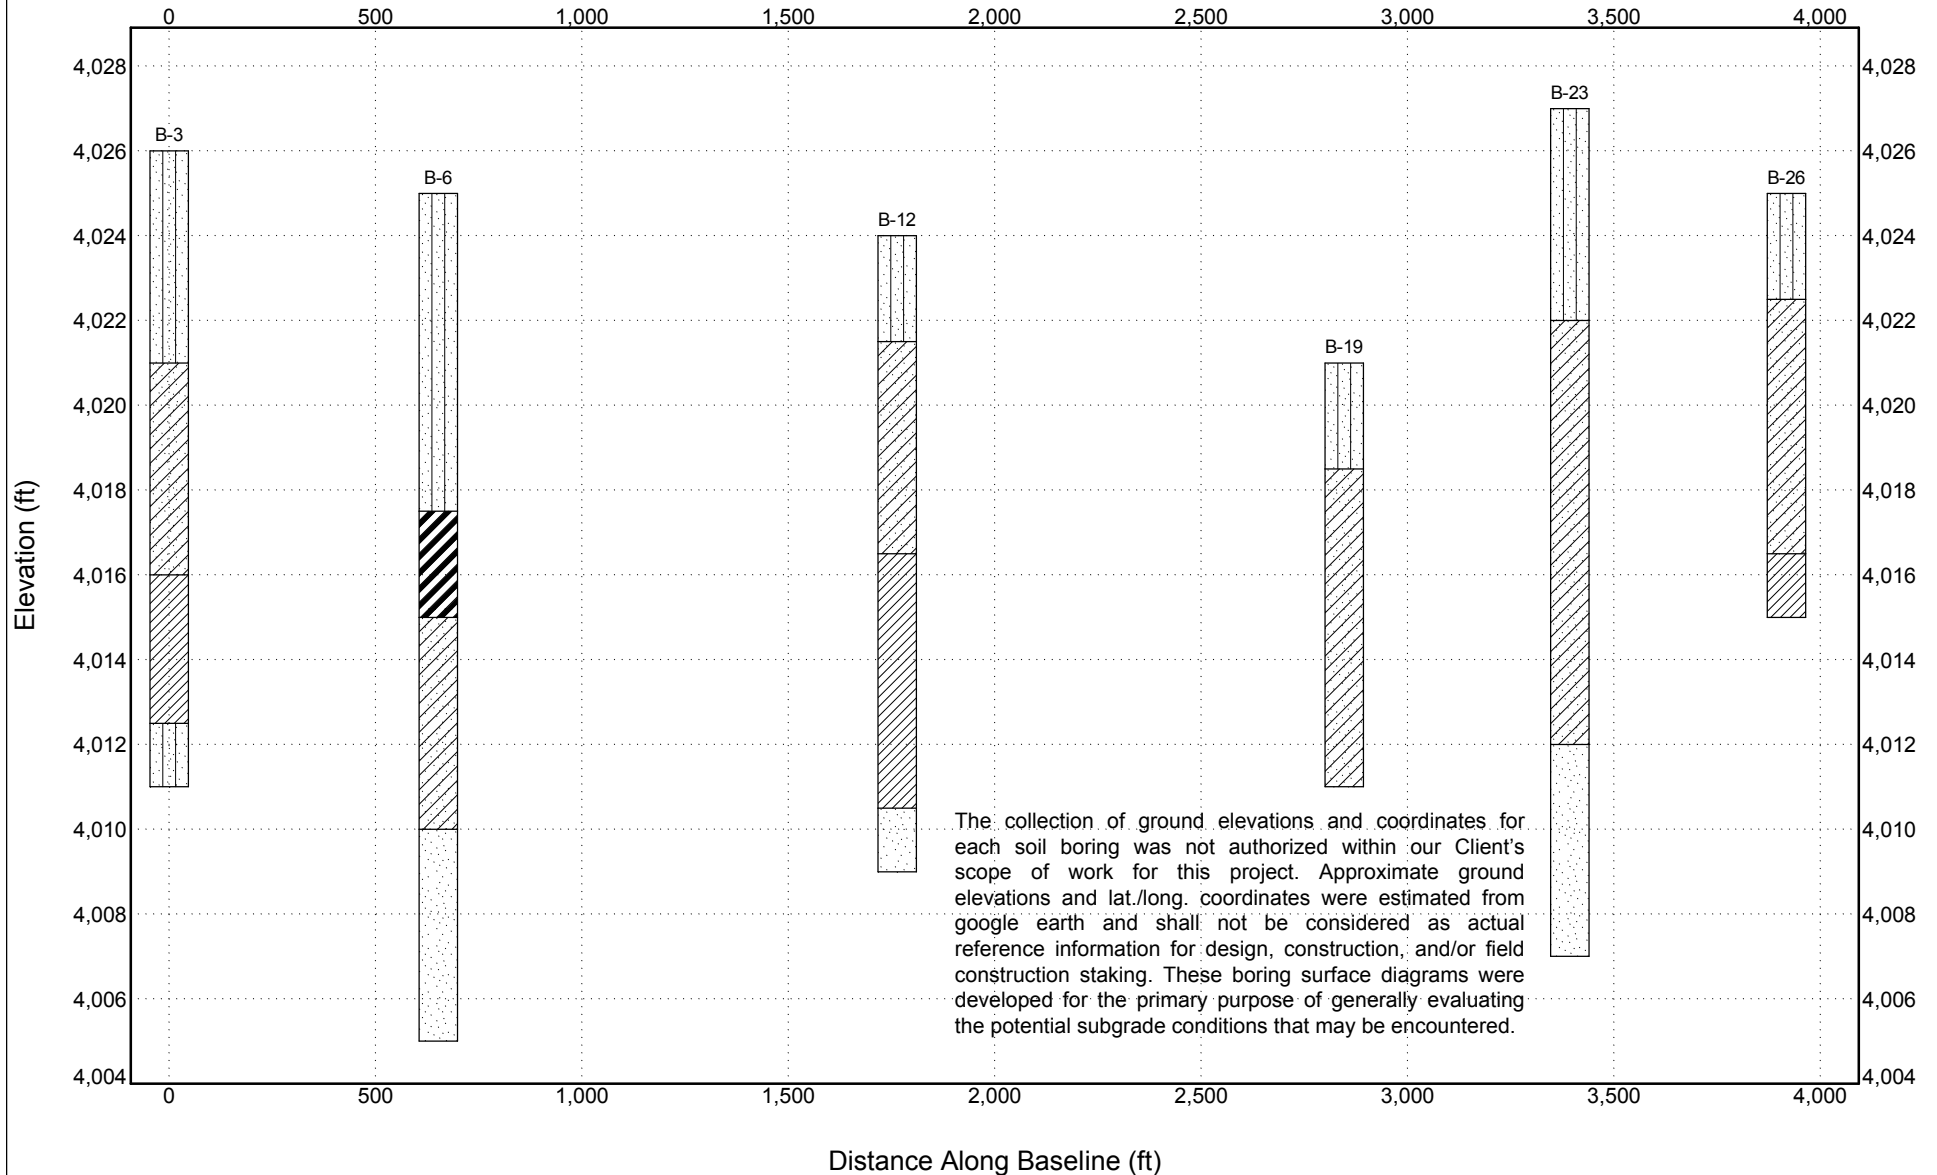 0 500 1,000 1,500 2,000 2,500 3,000 3,500 4,000
4,028 4,028
B-23
B-3
4,026 4,026
B-6 B-26
B-12
4,024 4,024
4,022 4,022
B-19
4,020 4,020
4,018 4,018
Elevation (ft)
4,016 4,016
4,014 4,014
4,012 4,012
4,010 4,010
The collection of ground elevations and coordinates for
each soil boring was not authorized within our Client’s
scope of work for this project. Approximate ground
elevations and lat./long. coordinates were estimated from
4,008 4,008
google earth and shall not be considered as actual
reference information for design, construction, and/or field
construction staking. These boring surface diagrams were
4,006 4,006
developed for the primary purpose of generally evaluating
the potential subgrade conditions that may be encountered.
4,004 4,004
0 500 1,000 1,500 2,000 2,500 3,000 3,500 4,000
Distance Along Baseline (ft)